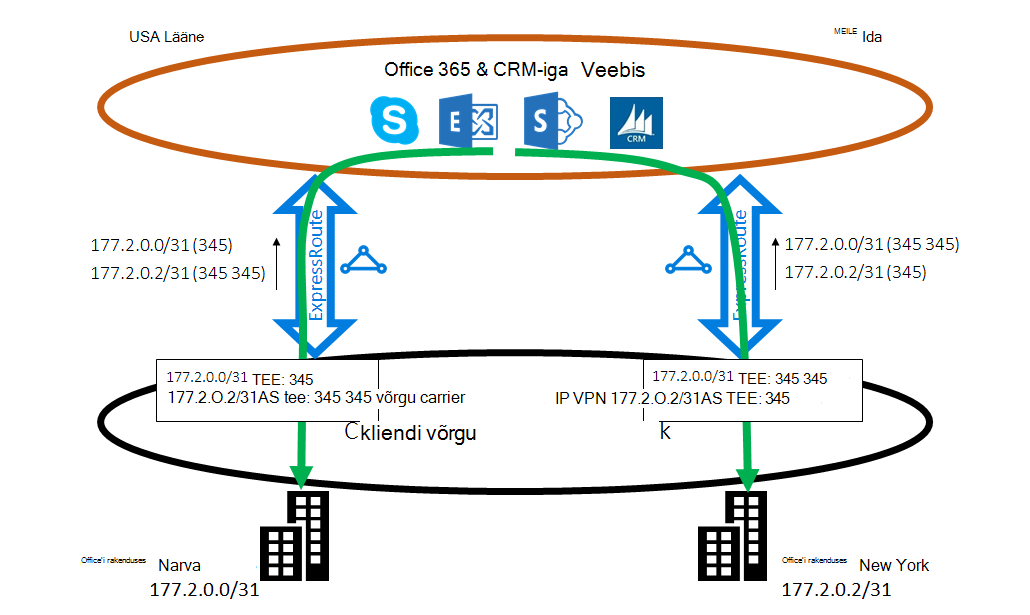 USA Lääne
MEILE Ida
Office 365 & CRM-iga Veebis
S
E
S
CRM
177.2.0.0/31 (345)
177.2.0.2/31 (345 345)
ExpressRoute
ExpressRoute
177.2.0.0/31 (345 345)
177.2.0.2/31 (345)
177.2.0.0/31 TEE: 345
177.2.O.2/31AS tee: 345 345 võrgu carrier
177.2.0.0/31 TEE: 345 345
IP VPN 177.2.O.2/31AS TEE: 345
Ckliendi võrgu
k
Office'i rakenduses Narva
177.2.0.0/31
Office'i rakenduses New York
177.2.0.2/31